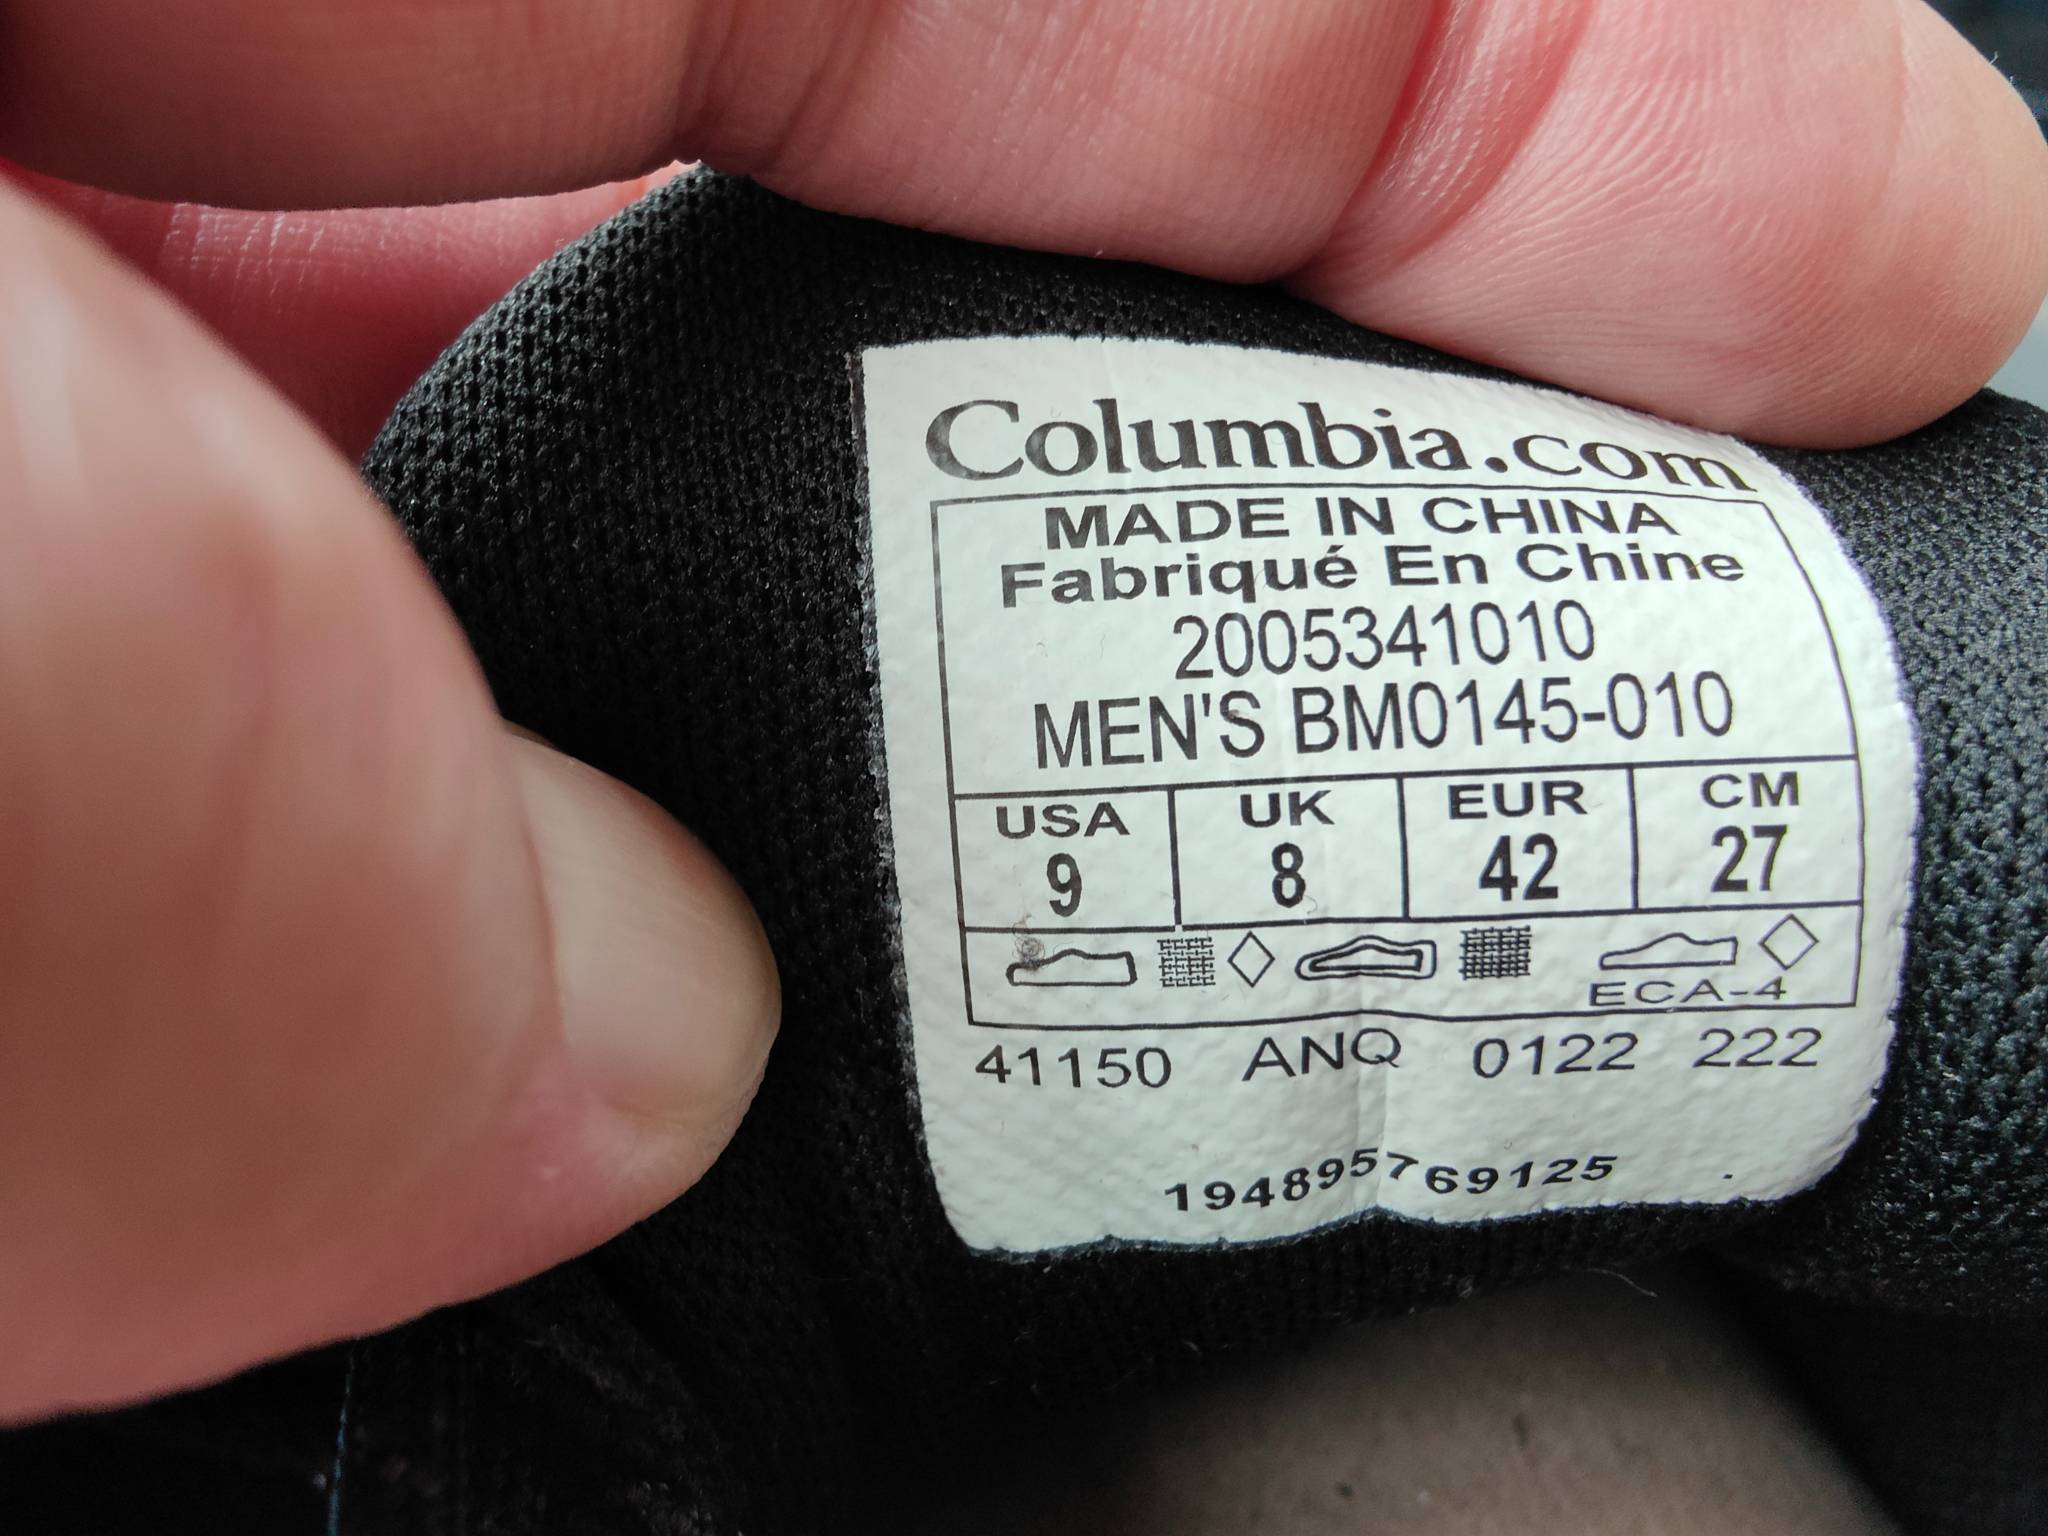 Columbia.com
MADE IN CHINA
Fabriqué En Chine
2005341010
MEN'S BM0145-010
USA UK EUR CM
9 8 42 27
ECA-4
41150 ANQ 0122 222
194895769125